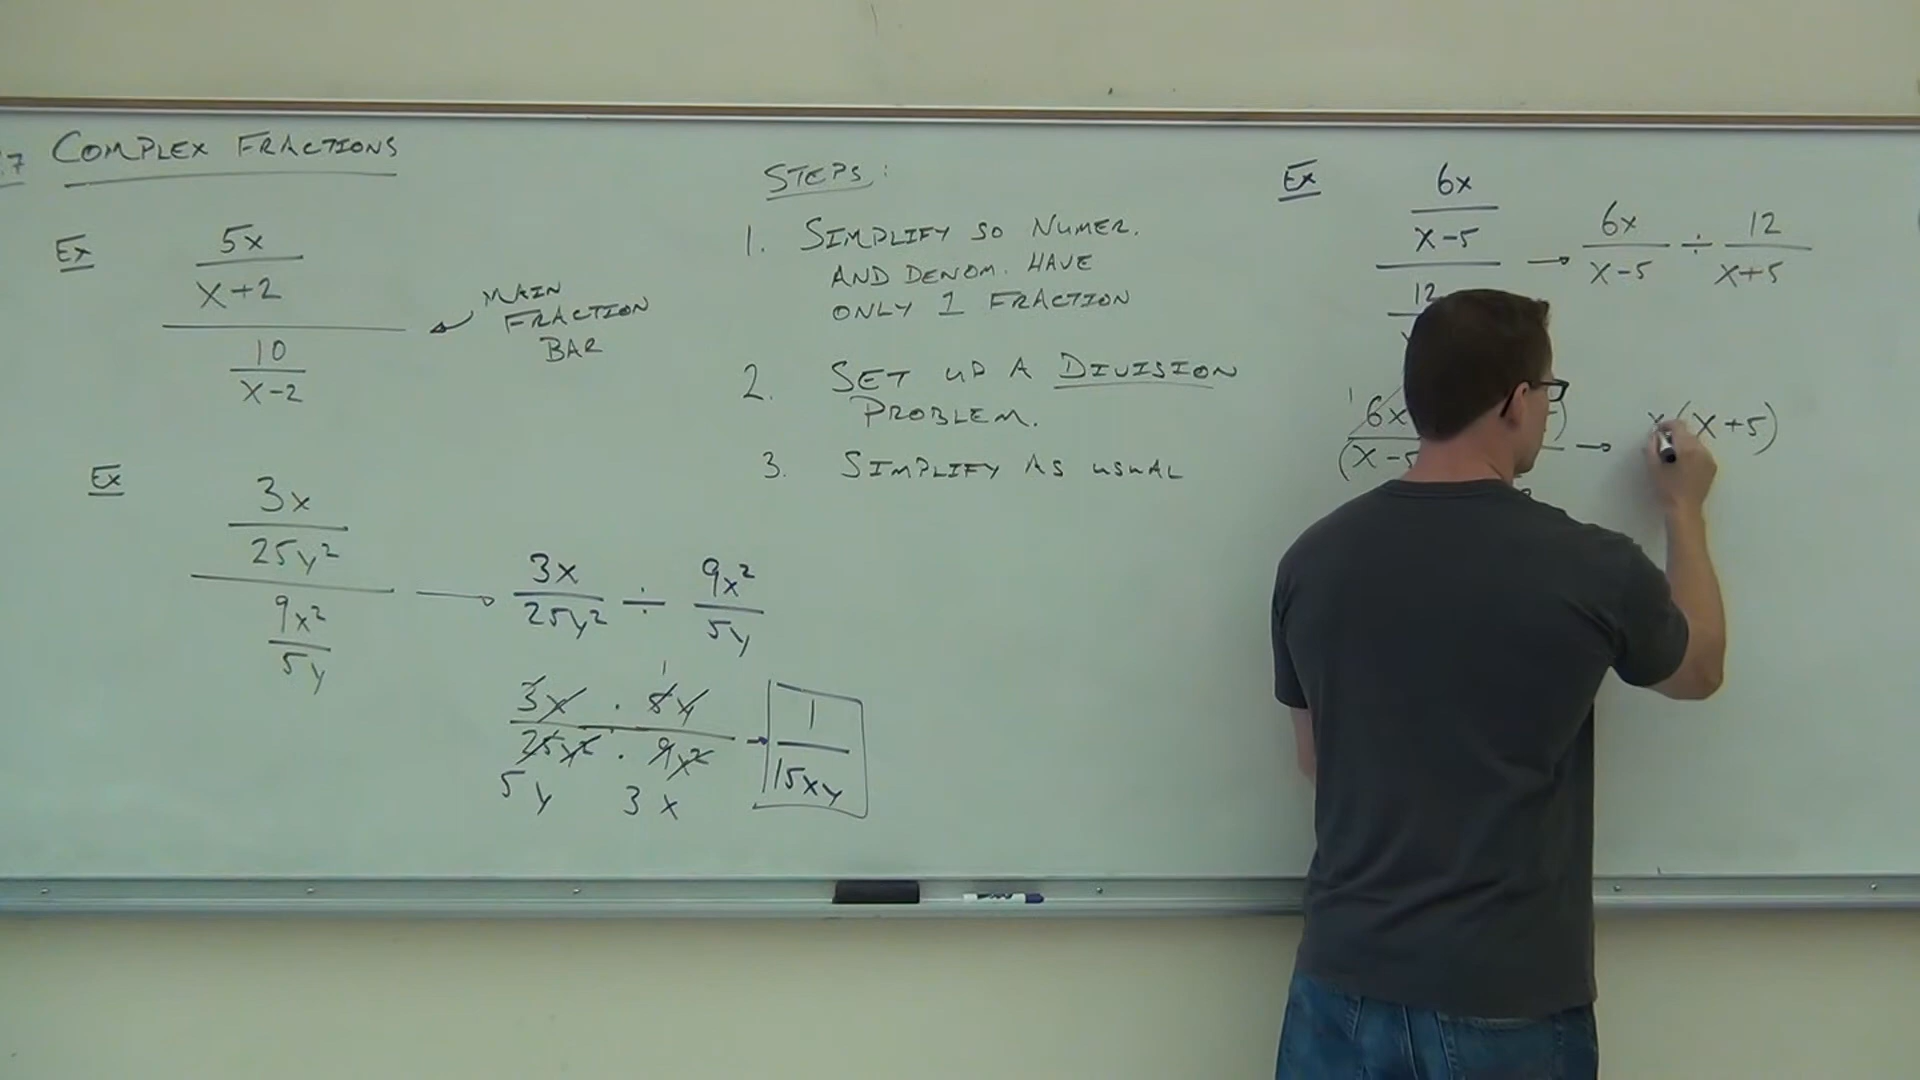 .7 COMPLEX FRACTIONS
Ex
5x
x+2
10
x-2
MAIN
FRACTION
BAR
Ex
3x
25y²
9x²
5y
→ 3x/25y² ÷ 9x²/5y
3x · 5y
25y² · 9x²
1
5y 3x
→ 1/15xy
STEPS:
1. SIMPLIFY SO NUMER.
AND DENOM. HAVE
ONLY 1 FRACTION
2. SET UP A DIVISION
PROBLEM.
3. SIMPLIFY AS USUAL
Ex
6x
x-5
12
→ 6x/x-5 ÷ 12/x+5
1
6x
(x-5
→ x(x+5)